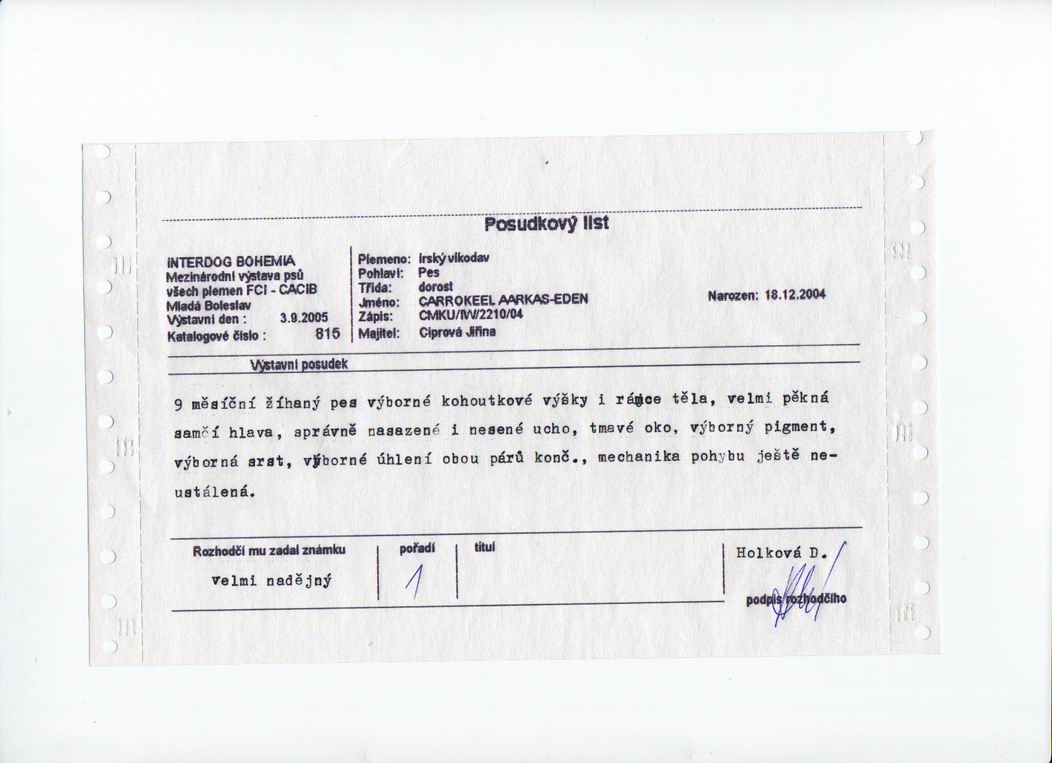 Posudkový list
INTERDOG BOHEMIA
Mezinárodní výstava psů
všech plemen FCI - CACIB
Mladá Boleslav
Výstavní den : 3.9.2005
Katalogové číslo : 815
Plemeno: Irský vlkodav
Pohlaví: Pes
Třída: dorost
Jméno: CARROKEEL AARKAS-EDEN
Zápis: CMKU/IW/2210/04
Majitel: Ciprová Jiřina
Narozen: 18.12.2004
Výstavní posudek
9 měsíční žíhaný pes výborné kohoutkové výšky i rámce těla, velmi pěkná
samčí hlava, správně nasazené i nesené ucho, tmavé oko, výborný pigment,
výborná srst, výborné úhlení obou párů konč., mechanika pohybu ještě ne-
ustálená.
Rozhodčí mu zadal známku
velmi nadějný
pořadí
1
titul
Holková D.
podpis rozhodčího